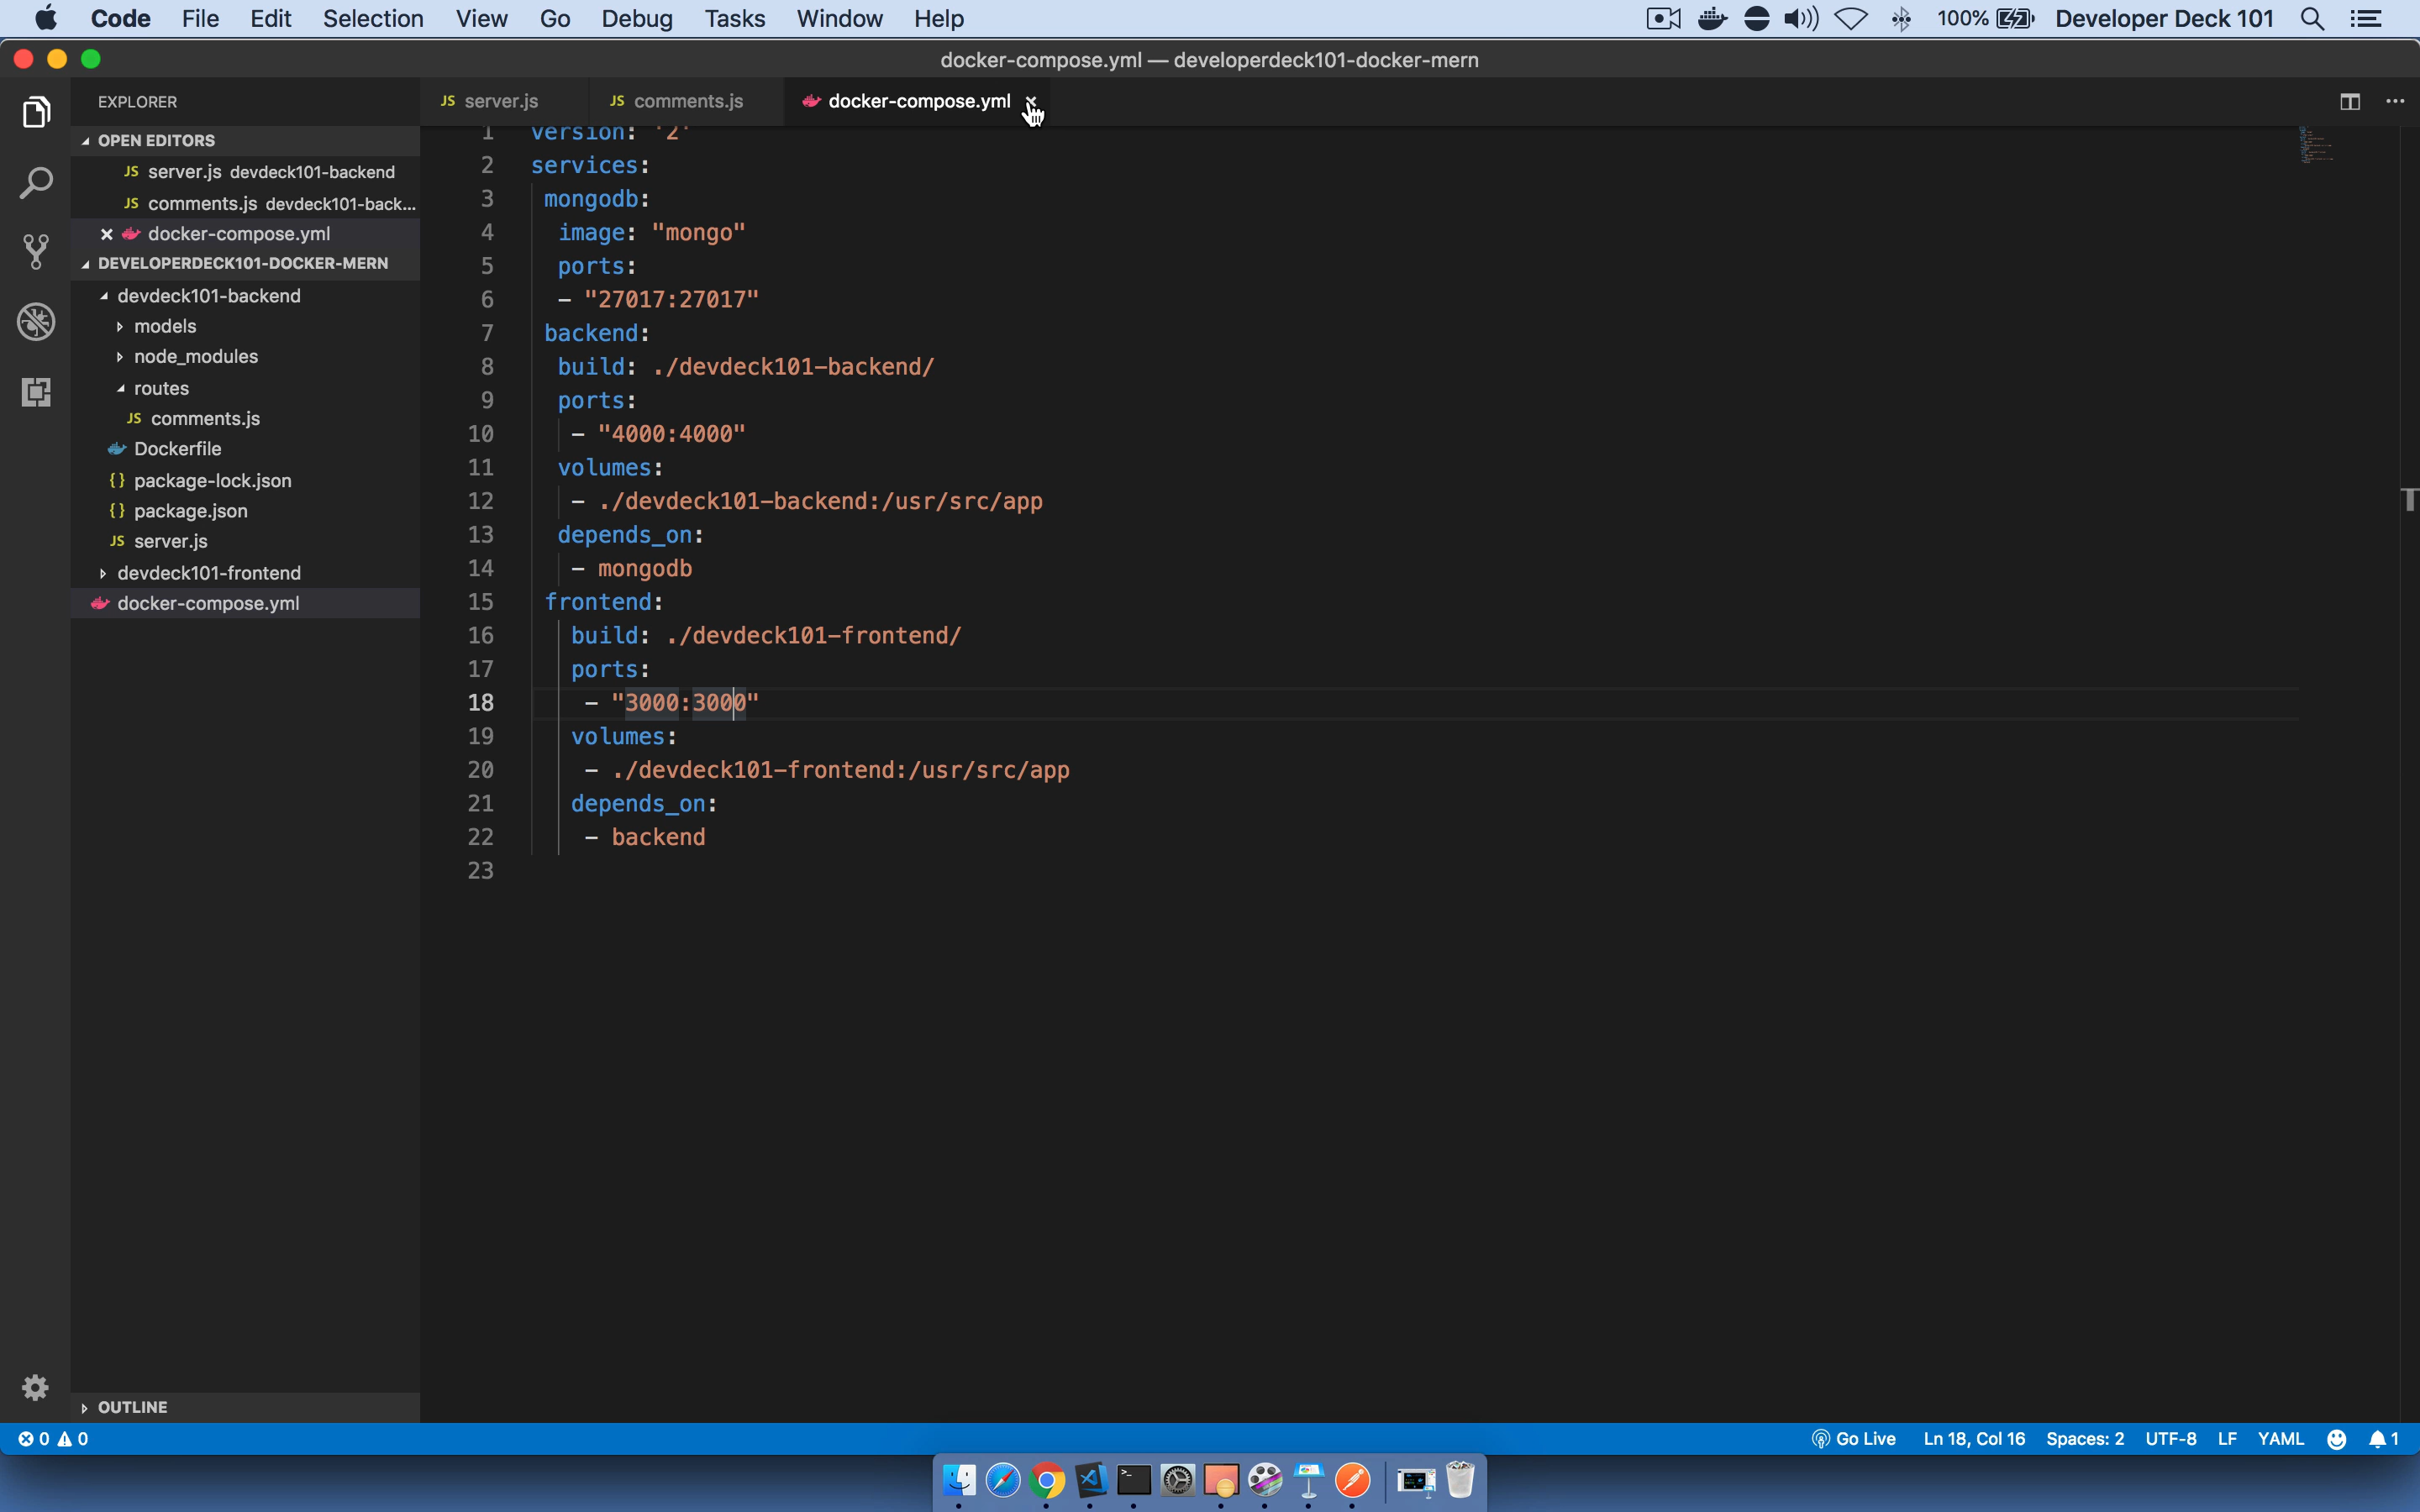 Code File Edit Selection View Go Debug Tasks Window Help 100% Developer Deck 101
docker-compose.yml — developerdeck101-docker-mern
EXPLORER
JS server.js JS comments.js docker-compose.yml
OPEN EDITORS
JS server.js devdeck101-backend
JS comments.js devdeck101-back...
docker-compose.yml
DEVELOPERDECK101-DOCKER-MERN
devdeck101-backend
models
node_modules
routes
JS comments.js
Dockerfile
{} package-lock.json
{} package.json
JS server.js
devdeck101-frontend
docker-compose.yml
OUTLINE
1 version: '2'
2 services:
3 mongodb:
4 image: "mongo"
5 ports:
6 - "27017:27017"
7 backend:
8 build: ./devdeck101-backend/
9 ports:
10 - "4000:4000"
11 volumes:
12 - ./devdeck101-backend:/usr/src/app
13 depends_on:
14 - mongodb
15 frontend:
16 build: ./devdeck101-frontend/
17 ports:
18 - "3000:3000"
19 volumes:
20 - ./devdeck101-frontend:/usr/src/app
21 depends_on:
22 - backend
23
0 0 Go Live Ln 18, Col 16 Spaces: 2 UTF-8 LF YAML 1